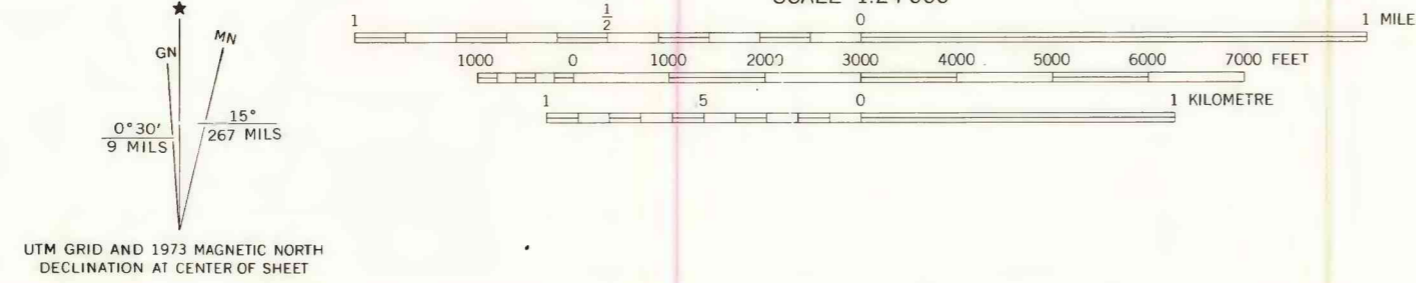 ★
GN
MN
0°30'
9 MILS
15°
267 MILS
UTM GRID AND 1973 MAGNETIC NORTH
DECLINATION AT CENTER OF SHEET
1 1/2 0 1 MILE
1000 0 1000 2000 3000 4000 5000 6000 7000 FEET
1 .5 0 1 KILOMETRE